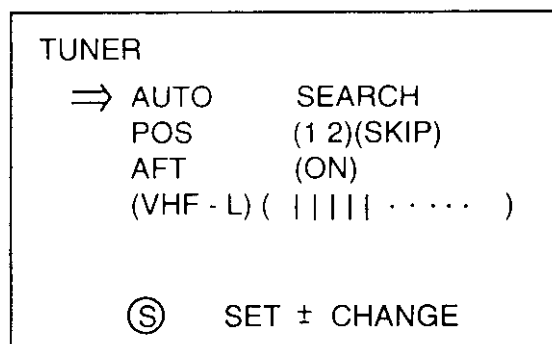 TUNER
⇒ AUTO SEARCH
POS (1 2)(SKIP)
AFT (ON)
(VHF - L) ( ||||| ····· )
Ⓢ SET ± CHANGE